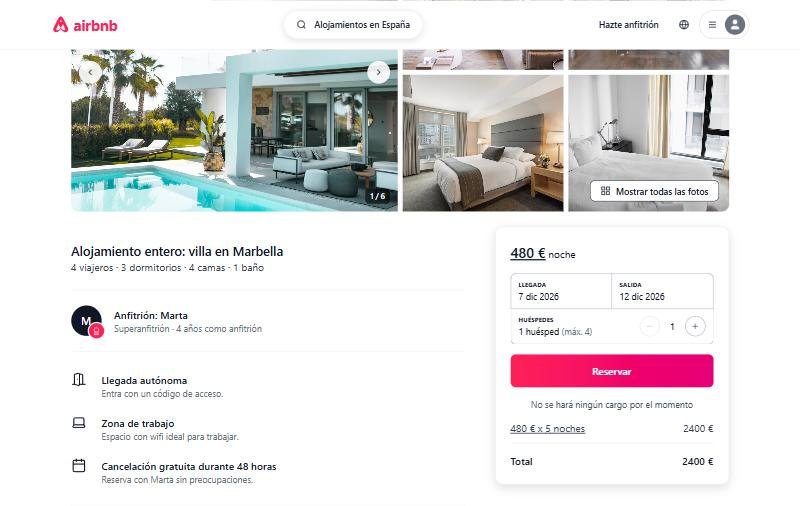 airbnb
Alojamientos en España
Hazte anfitrión
1 / 6
Mostrar todas las fotos
Alojamiento entero: villa en Marbella
4 viajeros · 3 dormitorios · 4 camas · 1 baño
M
Anfitrión: Marta
Superanfitrión · 4 años como anfitrión
Llegada autónoma
Entra con un código de acceso.
Zona de trabajo
Espacio con wifi ideal para trabajar.
Cancelación gratuita durante 48 horas
Reserva con Marta sin preocupaciones.
480 € noche
LLEGADA
7 dic 2026
SALIDA
12 dic 2026
HUÉSPEDES
1 huésped (máx. 4)
1
Reservar
No se hará ningún cargo por el momento
480 € x 5 noches 2400 €
Total 2400 €